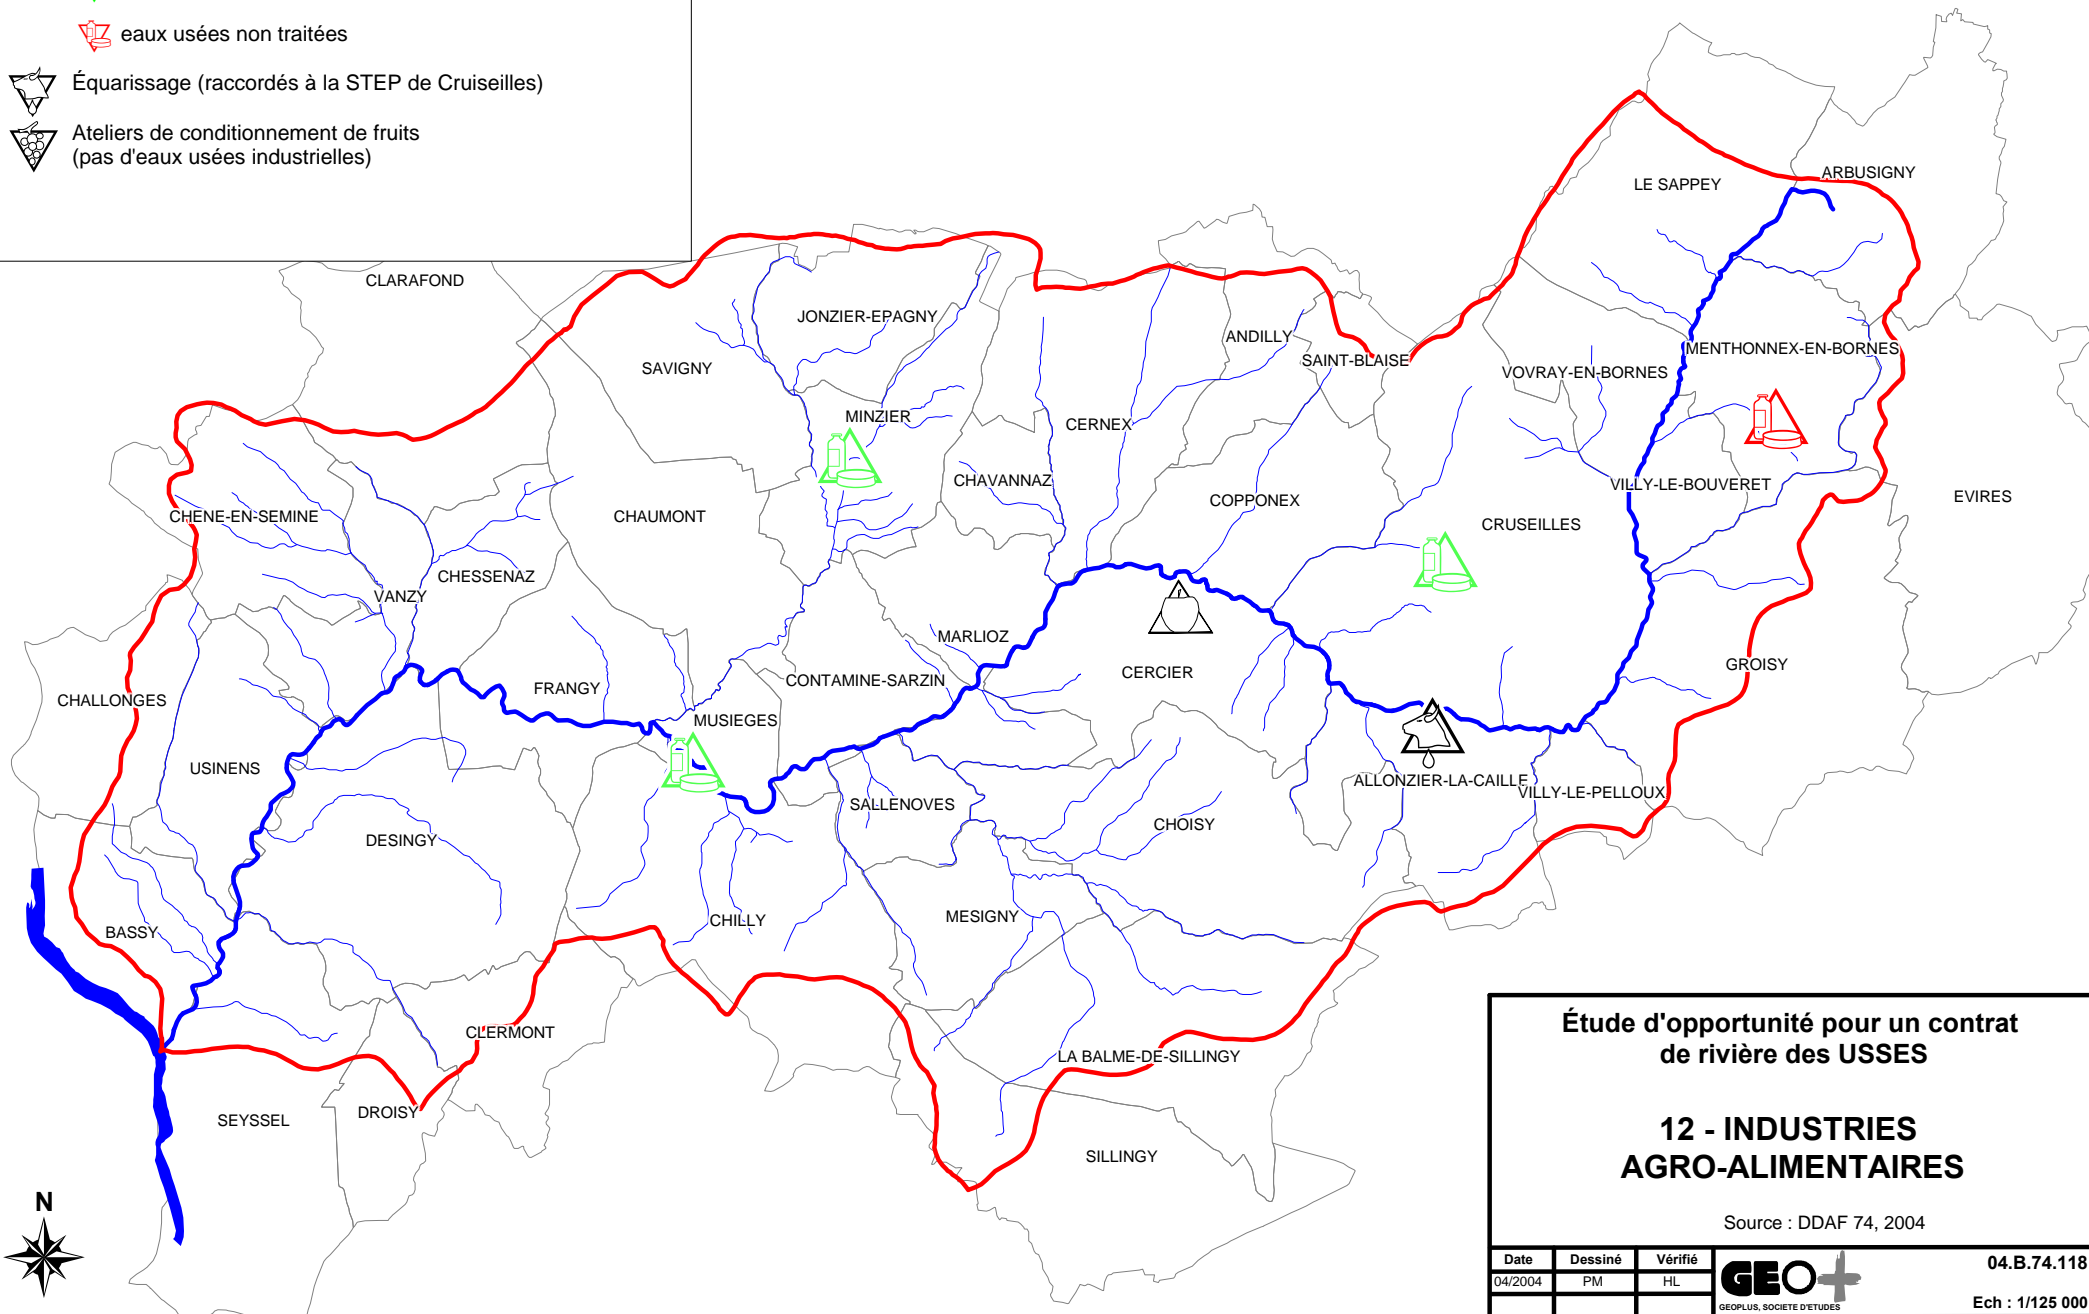 eaux usées non traitées
Équarissage (raccordés à la STEP de Cruiseilles)
Ateliers de conditionnement de fruits
(pas d'eaux usées industrielles)
ARBUSIGNY
LE SAPPEY
CLARAFOND
JONZIER-EPAGNY
ANDILLY
SAINT-BLAISE
MENTHONNEX-EN-BORNES
SAVIGNY
VOVRAY-EN-BORNES
MINZIER
CERNEX
CHAVANNAZ
VILLY-LE-BOUVERET
COPPONEX
EVIRES
CHENE-EN-SEMINE
CHAUMONT
CRUSEILLES
CHESSENAZ
VANZY
MARLIOZ
GROISY
CERCIER
CONTAMINE-SARZIN
FRANGY
CHALLONGES
MUSIEGES
USINENS
ALLONZIER-LA-CAILLE
VILLY-LE-PELLOUX
SALLENOVES
CHOISY
DESINGY
MESIGNY
CHILLY
BASSY
CLERMONT
LA BALME-DE-SILLINGY
DROISY
SEYSSEL
SILLINGY
N
Étude d'opportunité pour un contrat
de rivière des USSES
12 - INDUSTRIES
AGRO-ALIMENTAIRES
Source : DDAF 74, 2004
Date Dessiné Vérifié
04/2004 PM HL
GEO+
GEOPLUS, SOCIETE D'ETUDES
04.B.74.118
Ech : 1/125 000